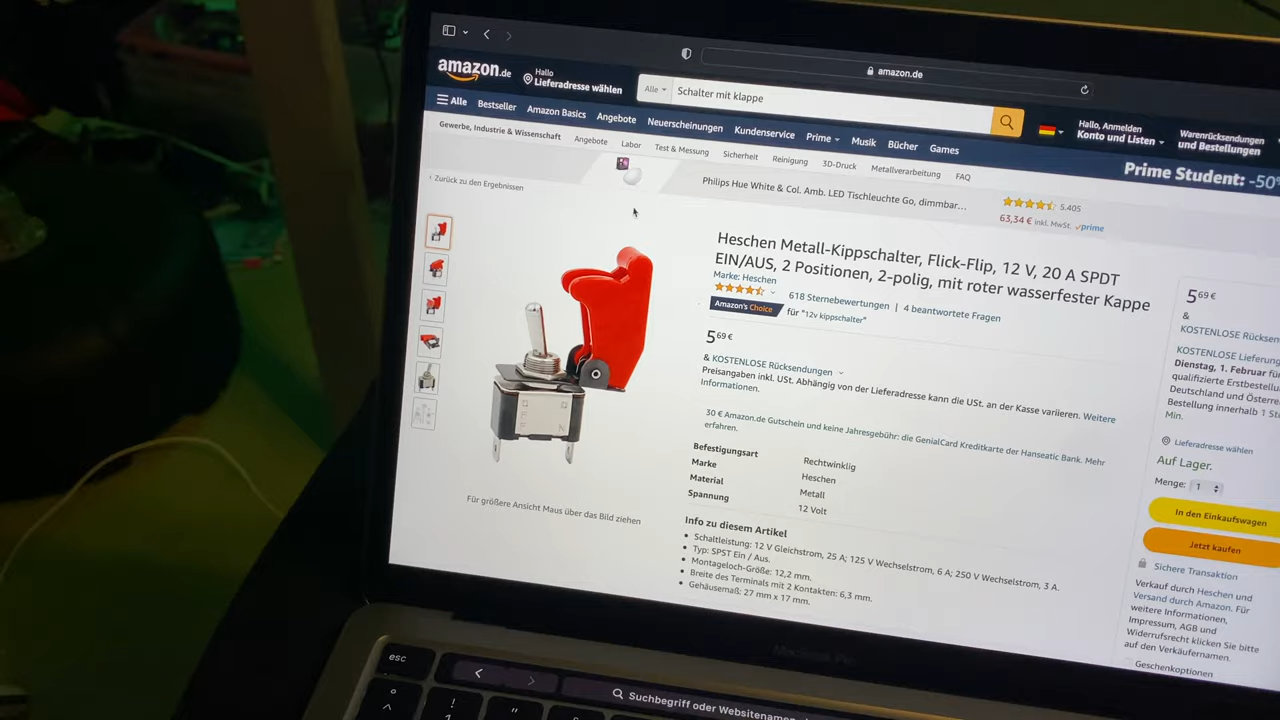 amazon.de
amazon.de
Hallo
Lieferadresse wählen
Alle
Schalter mit klappe
Hallo, Anmelden
Konto und Listen
Warenrücksendungen
und Bestellungen
Alle
Bestseller
Amazon Basics
Angebote
Neuerscheinungen
Kundenservice
Prime
Musik
Bücher
Games
Prime Student: -50%
Gewerbe, Industrie & Wissenschaft
Angebote
Labor
Test & Messung
Sicherheit
Reinigung
3D-Druck
Metallverarbeitung
FAQ
Philips Hue White & Col. Amb. LED Tischleuchte Go, dimmbar...
5.405
63,34 € inkl. MwSt. prime
‹ Zurück zu den Ergebnissen
Heschen Metall-Kippschalter, Flick-Flip, 12 V, 20 A SPDT
EIN/AUS, 2 Positionen, 2-polig, mit roter wasserfester Kappe
Marke: Heschen
618 Sternebewertungen | 4 beantwortete Fragen
Amazon's Choice für "12v kippschalter"
5 69 €
& KOSTENLOSE Rücksendungen
Preisangaben inkl. USt. Abhängig von der Lieferadresse kann die USt. an der Kasse variieren. Weitere
Informationen.
30 € Amazon.de Gutschein und keine Jahresgebühr: die GenialCard Kreditkarte der Hanseatic Bank. Mehr
erfahren.
Befestigungsart Rechtwinklig
Marke Heschen
Material Metall
Spannung 12 Volt
Info zu diesem Artikel
Schaltleistung: 12 V Gleichstrom, 25 A; 125 V Wechselstrom, 6 A; 250 V Wechselstrom, 3 A.
Typ: SPST Ein / Aus.
Montageloch-Größe: 12,2 mm.
Breite des Terminals mit 2 Kontakten: 6,3 mm.
Gehäusemaß: 27 mm x 17 mm.
Für größere Ansicht Maus über das Bild ziehen
5 69 €
&
KOSTENLOSE Rücksen
KOSTENLOSE Lieferung
Dienstag, 1. Februar für
qualifizierte Erstbestellu
Deutschland und Österre
Bestellung innerhalb 1 St
Min.
Lieferadresse wählen
Auf Lager.
Menge: 1
In den Einkaufswagen
Jetzt kaufen
Sichere Transaktion
Verkauf durch Heschen und
Versand durch Amazon. Für
weitere Informationen,
Impressum, AGB und
Widerrufsrecht klicken Sie bitte
auf den Verkäufernamen.
Geschenkoptionen
MacBook Pro
esc
Suchbegriff oder Websitenamen